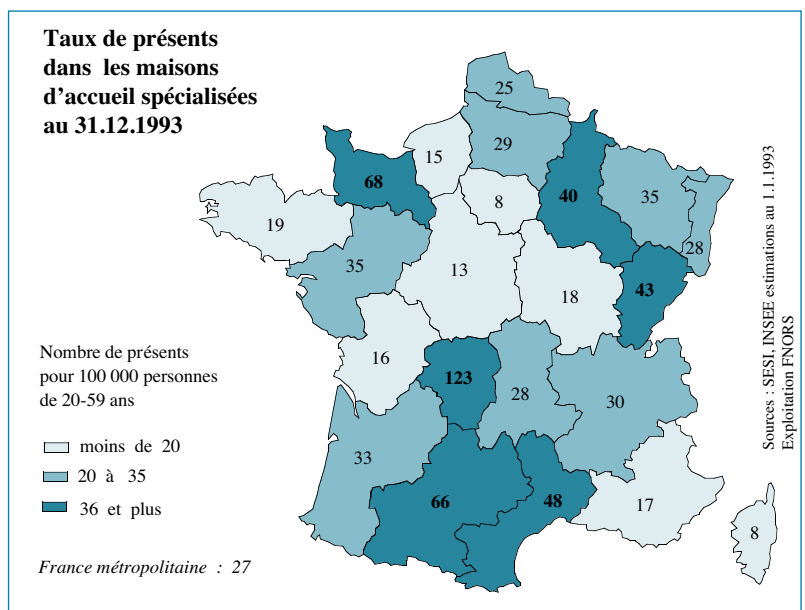 Taux de présents
dans les maisons
d'accueil spécialisées
au 31.12.1993
25
29
15
68
8
40
35
28
19
35
13
18
43
16
123
28
30
33
66
48
17
8
Nombre de présents
pour 100 000 personnes
de 20-59 ans
moins de 20
20 à 35
36 et plus
France métropolitaine : 27
Sources : SESI, INSEE estimations au 1.1.1993
Exploitation FNORS